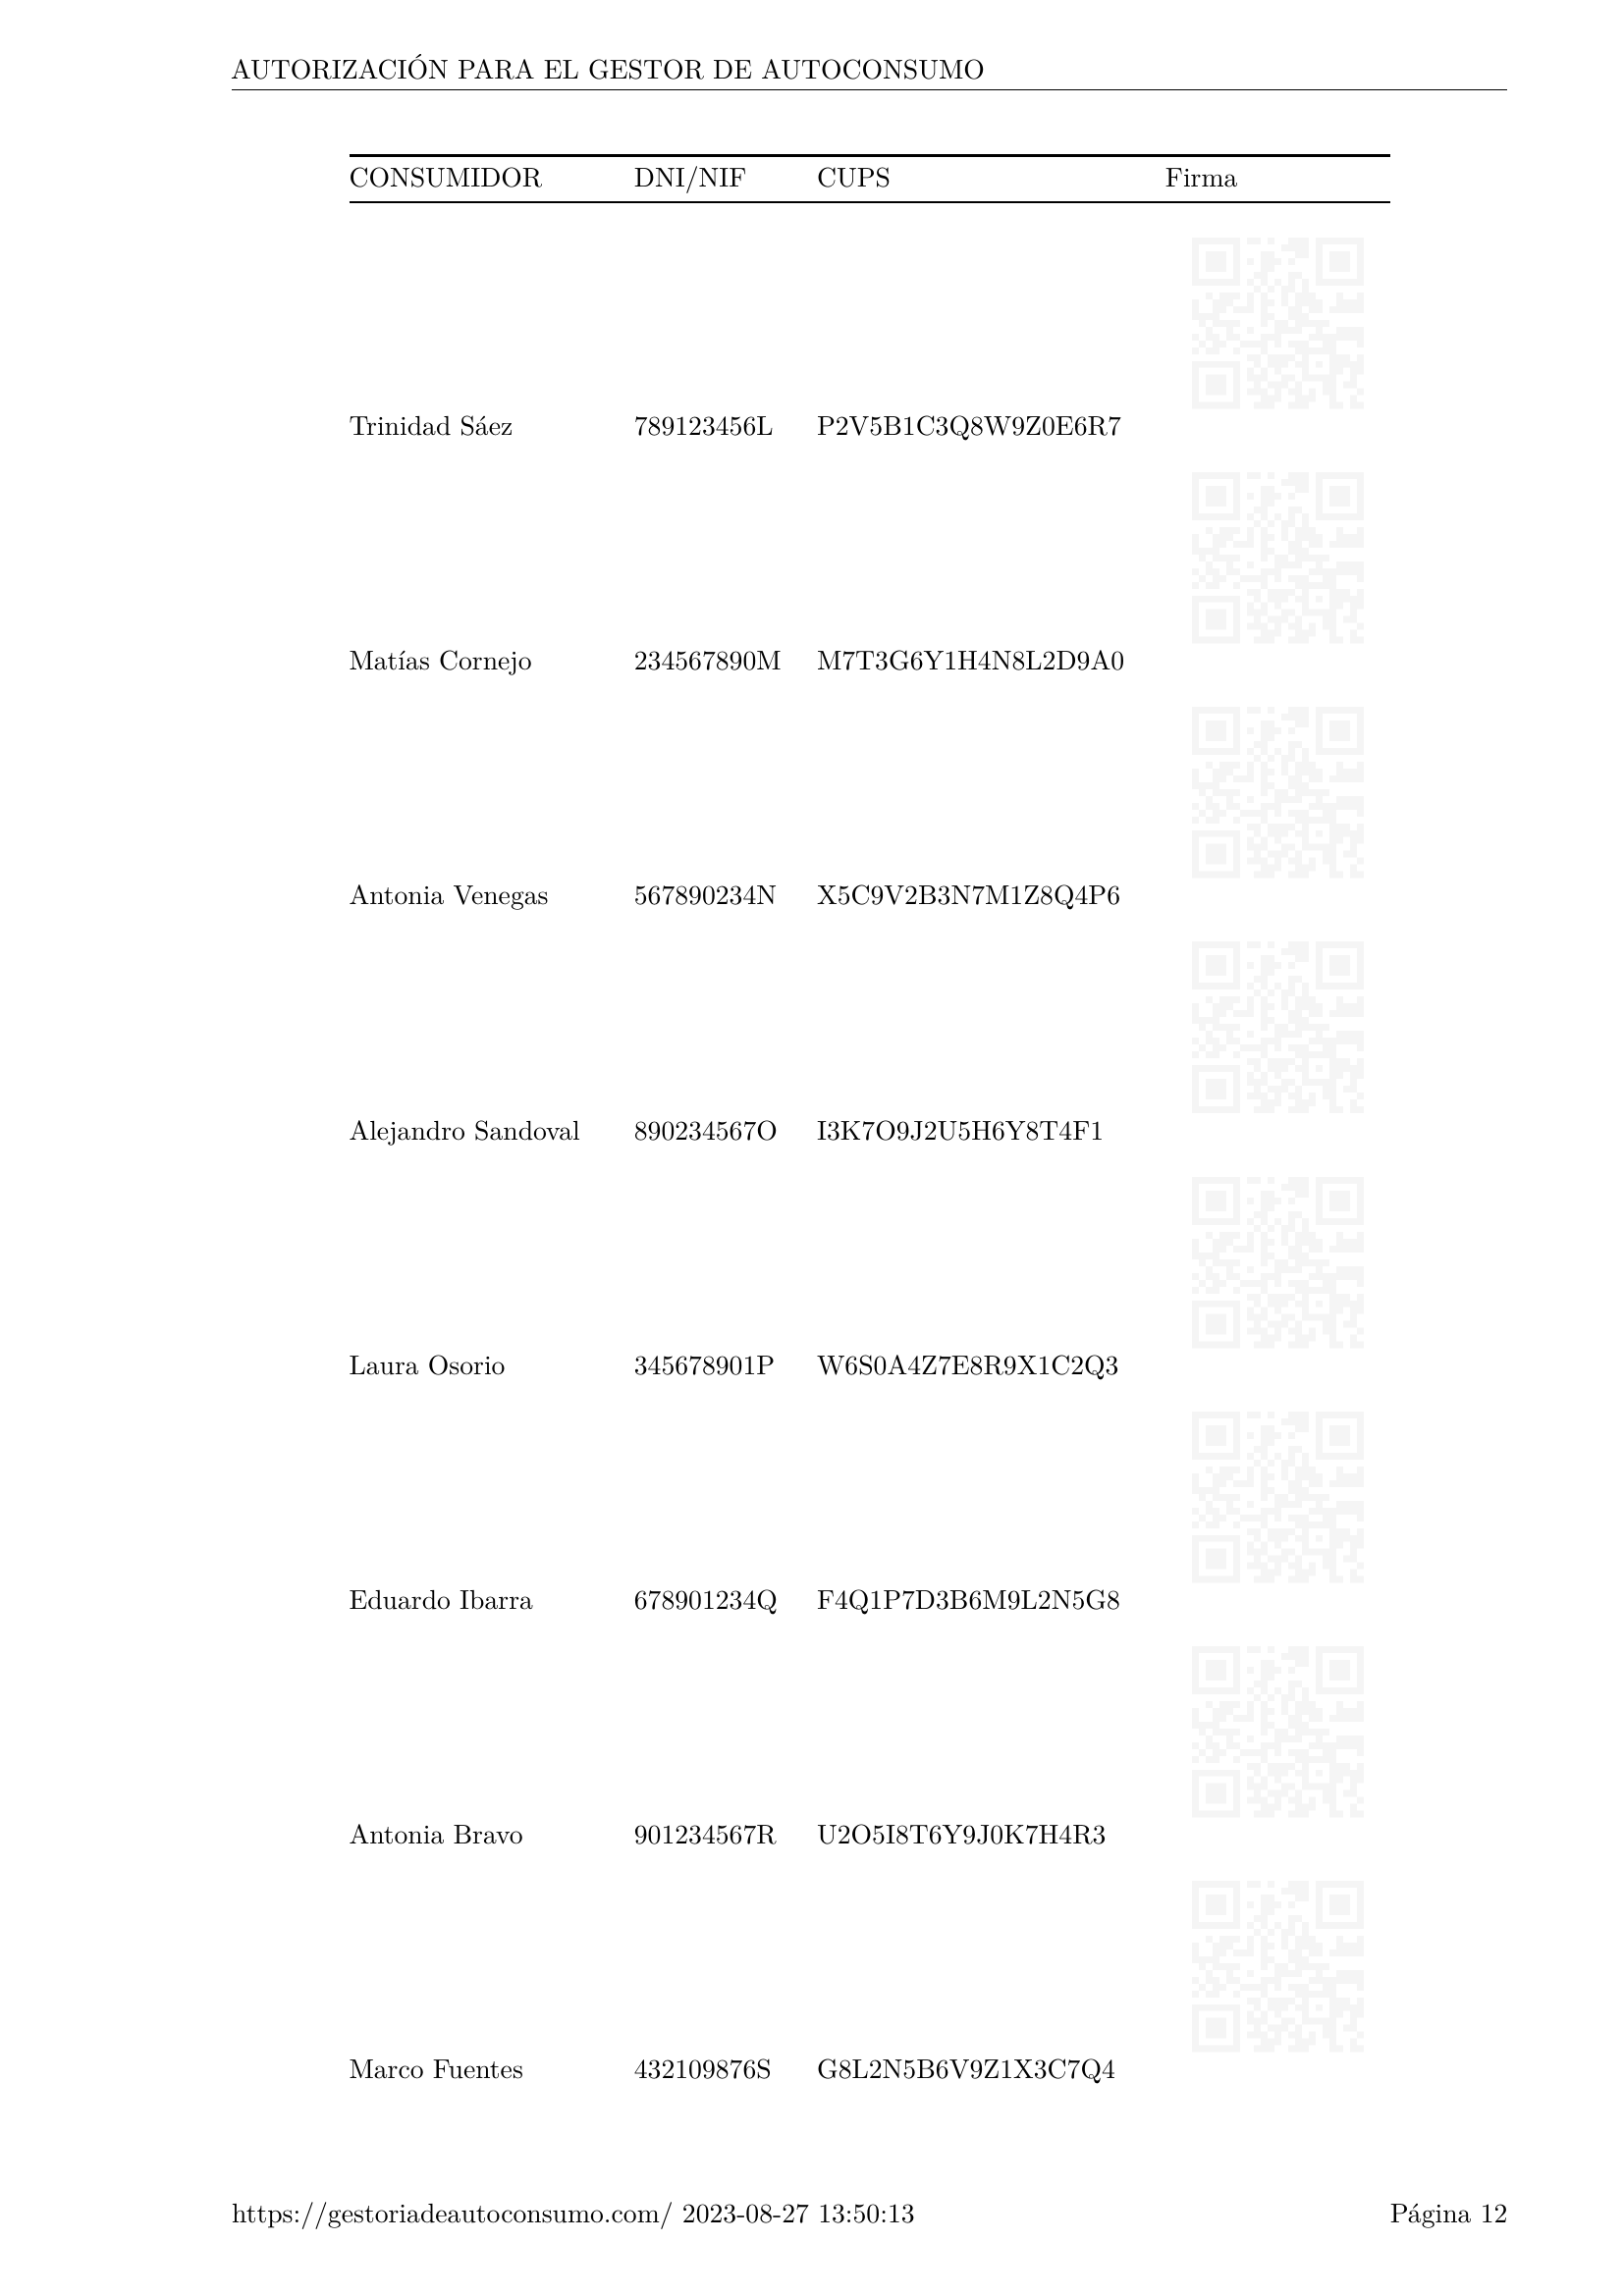 AUTORIZACIÓN PARA EL GESTOR DE AUTOCONSUMO
CONSUMIDOR DNI/NIF CUPS Firma
Trinidad Sáez 789123456L P2V5B1C3Q8W9Z0E6R7
Matías Cornejo 234567890M M7T3G6Y1H4N8L2D9A0
Antonia Venegas 567890234N X5C9V2B3N7M1Z8Q4P6
Alejandro Sandoval 890234567O I3K7O9J2U5H6Y8T4F1
Laura Osorio 345678901P W6S0A4Z7E8R9X1C2Q3
Eduardo Ibarra 678901234Q F4Q1P7D3B6M9L2N5G8
Antonia Bravo 901234567R U2O5I8T6Y9J0K7H4R3
Marco Fuentes 432109876S G8L2N5B6V9Z1X3C7Q4
https://gestoriadeautoconsumo.com/ 2023-08-27 13:50:13 Página 12